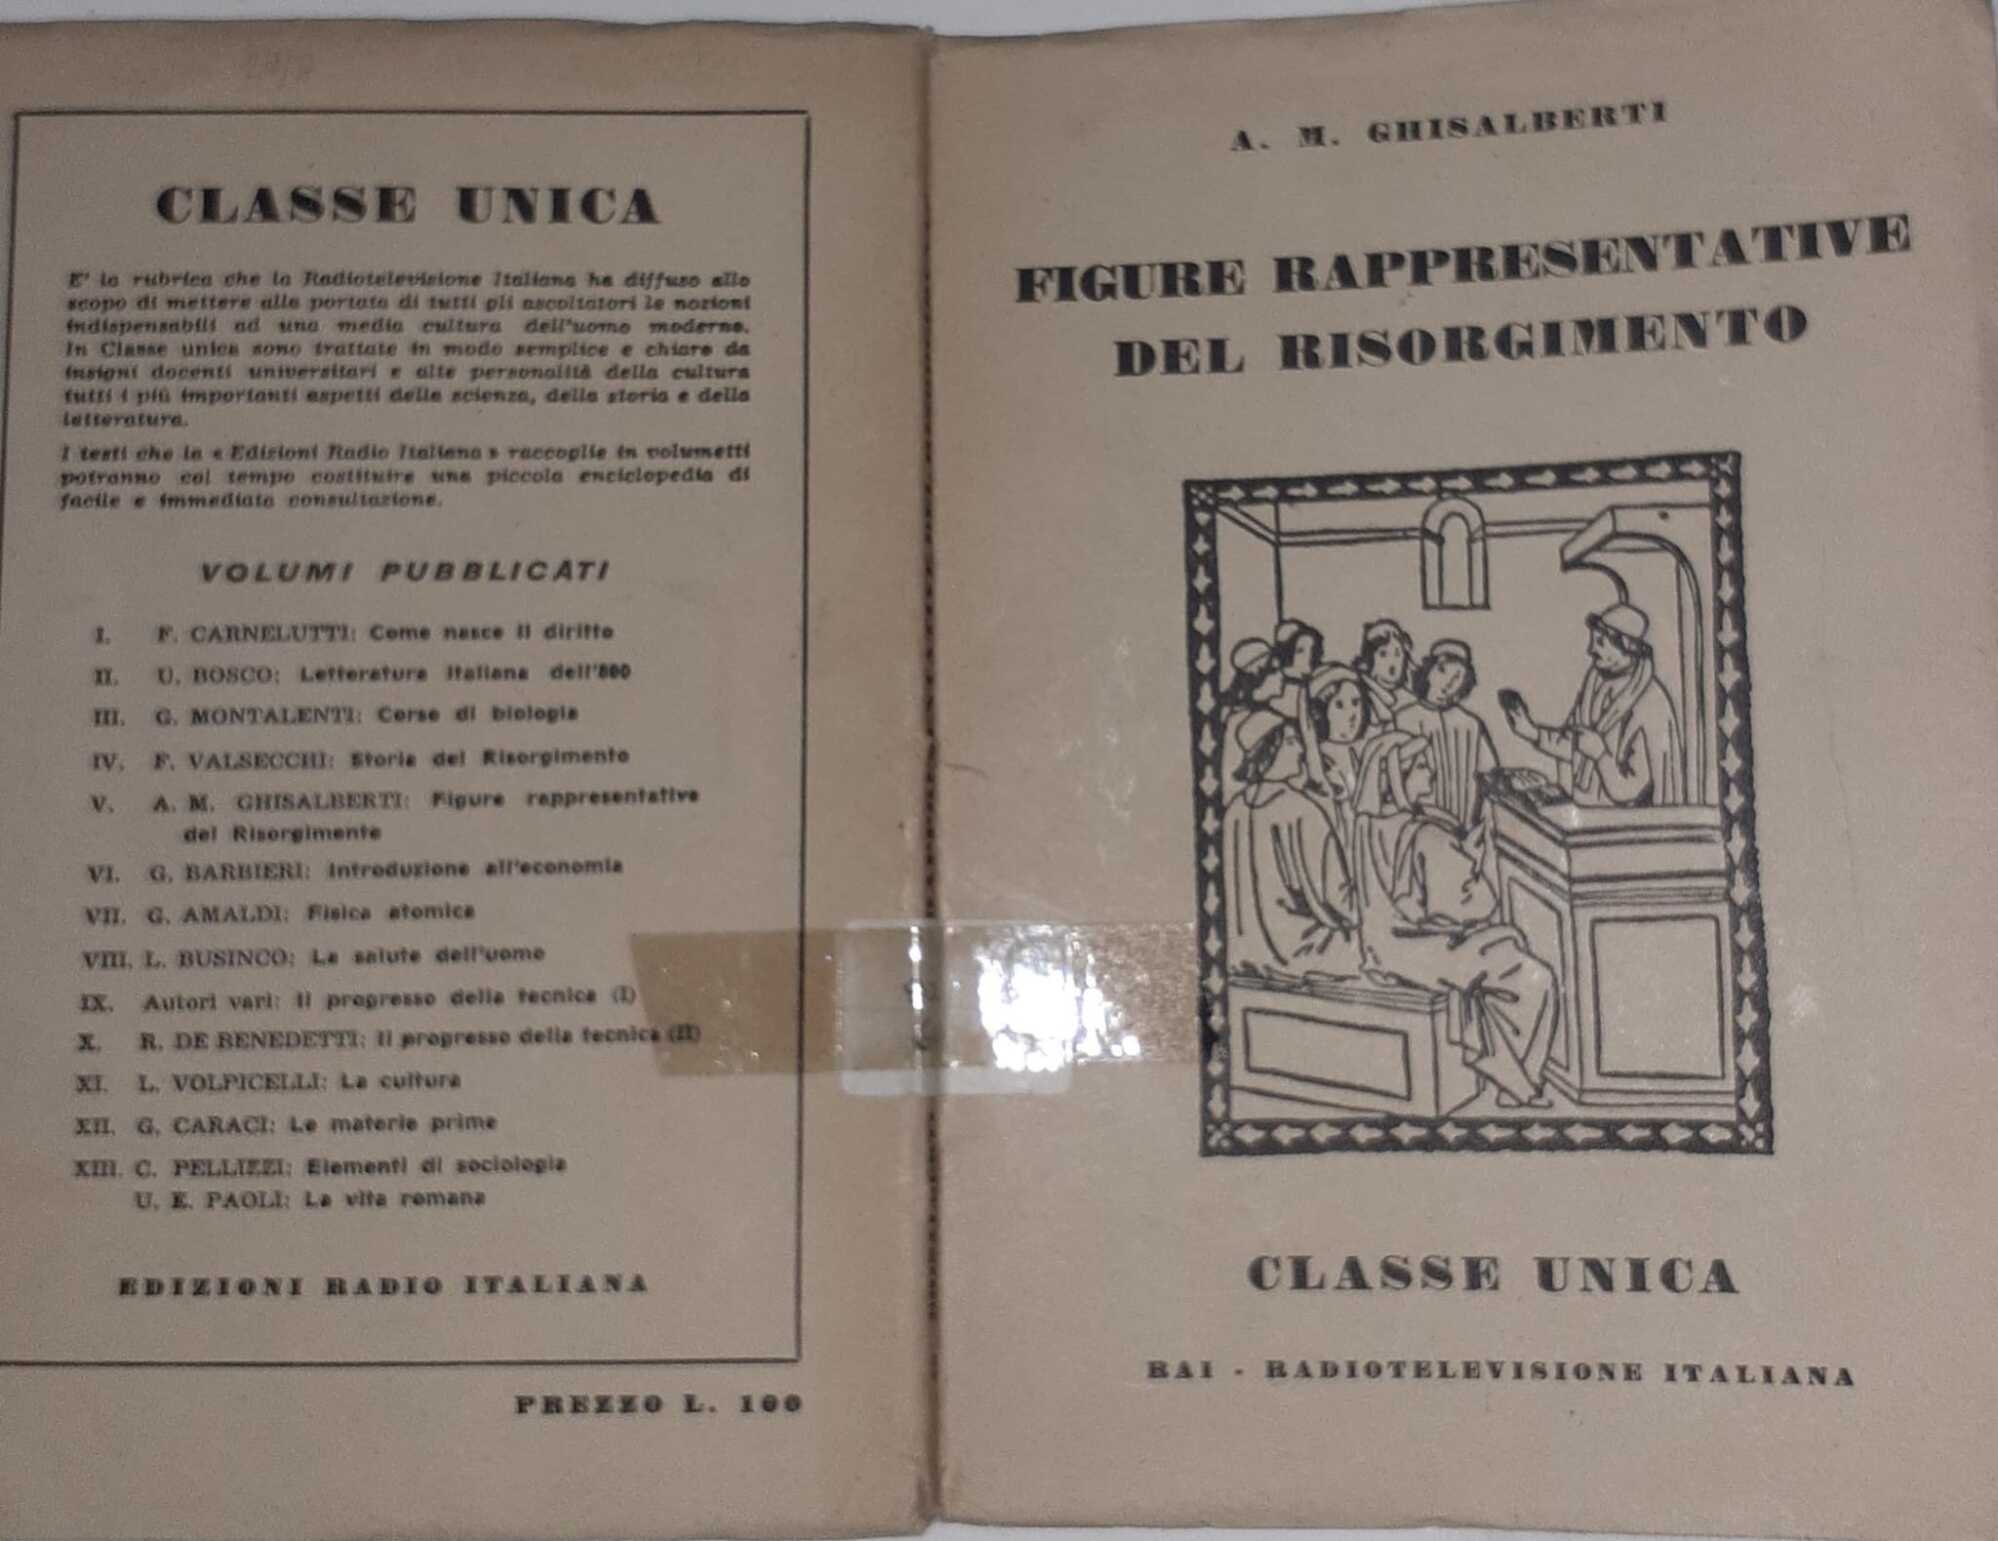 CLASSE UNICA
E' la rubrica che la Radiotelevisione Italiana ha diffuso allo
scopo di mettere alla portata di tutti gli ascoltatori le nozioni
indispensabili ad una media cultura dell'uomo moderno.
In Classe unica sono trattate in modo semplice e chiaro da
insigni docenti universitari e alte personalità della cultura
tutti i più importanti aspetti della scienza, della storia e della
letteratura.
I testi che la « Edizioni Radio Italiana » raccoglie in volumetti
potranno col tempo costituire una piccola enciclopedia di
facile e immediata consultazione.
VOLUMI PUBBLICATI
I. F. CARNELUTTI: Come nasce il diritto
II. U. BOSCO: Letteratura italiana dell'800
III. G. MONTALENTI: Corso di biologia
IV. F. VALSECCHI: Storia del Risorgimento
V. A. M. GHISALBERTI: Figure rappresentative
del Risorgimento
VI. G. BARBIERI: Introduzione all'economia
VII. G. AMALDI: Fisica atomica
VIII. L. BUSINCO: La salute dell'uomo
IX. Autori vari: Il progresso della tecnica (I)
X. R. DE BENEDETTI: Il progresso della tecnica (II)
XI. L. VOLPICELLI: La cultura
XII. G. CARACI: Le materie prime
XIII. C. PELLIZZI: Elementi di sociologia
U. E. PAOLI: La vita romana
EDIZIONI RADIO ITALIANA
PREZZO L. 100
A. M. GHISALBERTI
FIGURE RAPPRESENTATIVE
DEL RISORGIMENTO
CLASSE UNICA
RAI - RADIOTELEVISIONE ITALIANA